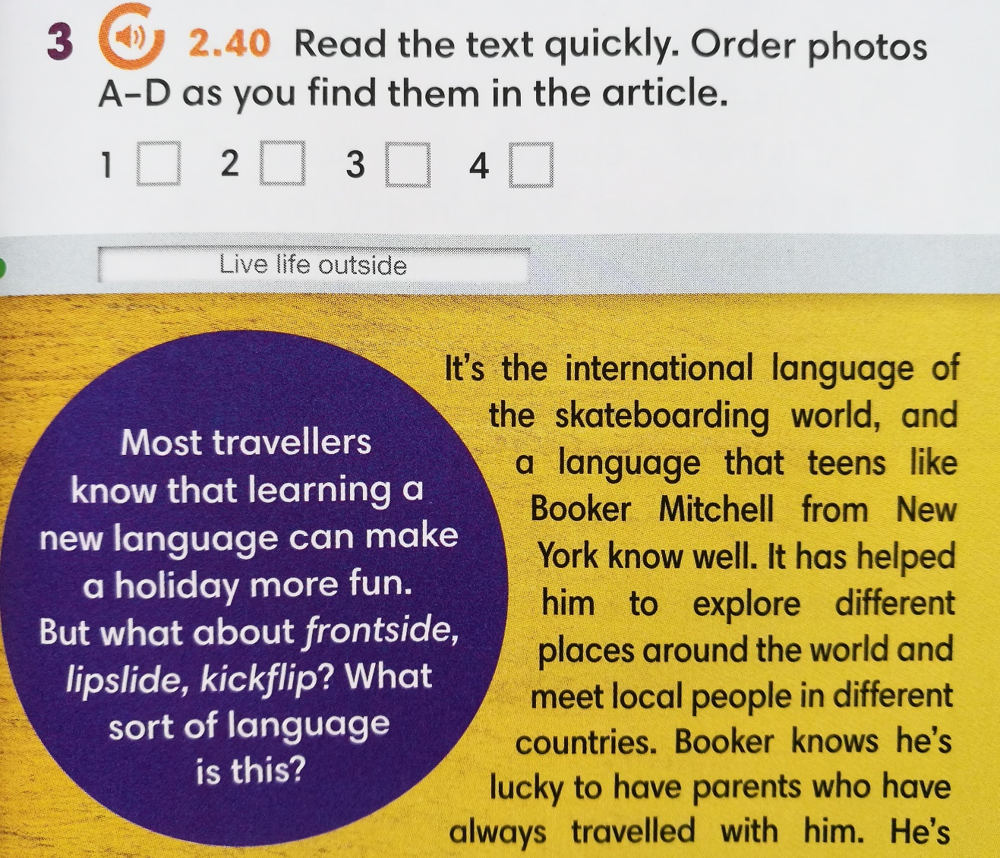 3 2.40 Read the text quickly. Order photos
A–D as you find them in the article.
1 2 3 4
Live life outside
Most travellers
know that learning a
new language can make
a holiday more fun.
But what about frontside,
lipslide, kickflip? What
sort of language
is this?
It's the international language of
the skateboarding world, and
a language that teens like
Booker Mitchell from New
York know well. It has helped
him to explore different
places around the world and
meet local people in different
countries. Booker knows he's
lucky to have parents who have
always travelled with him. He's